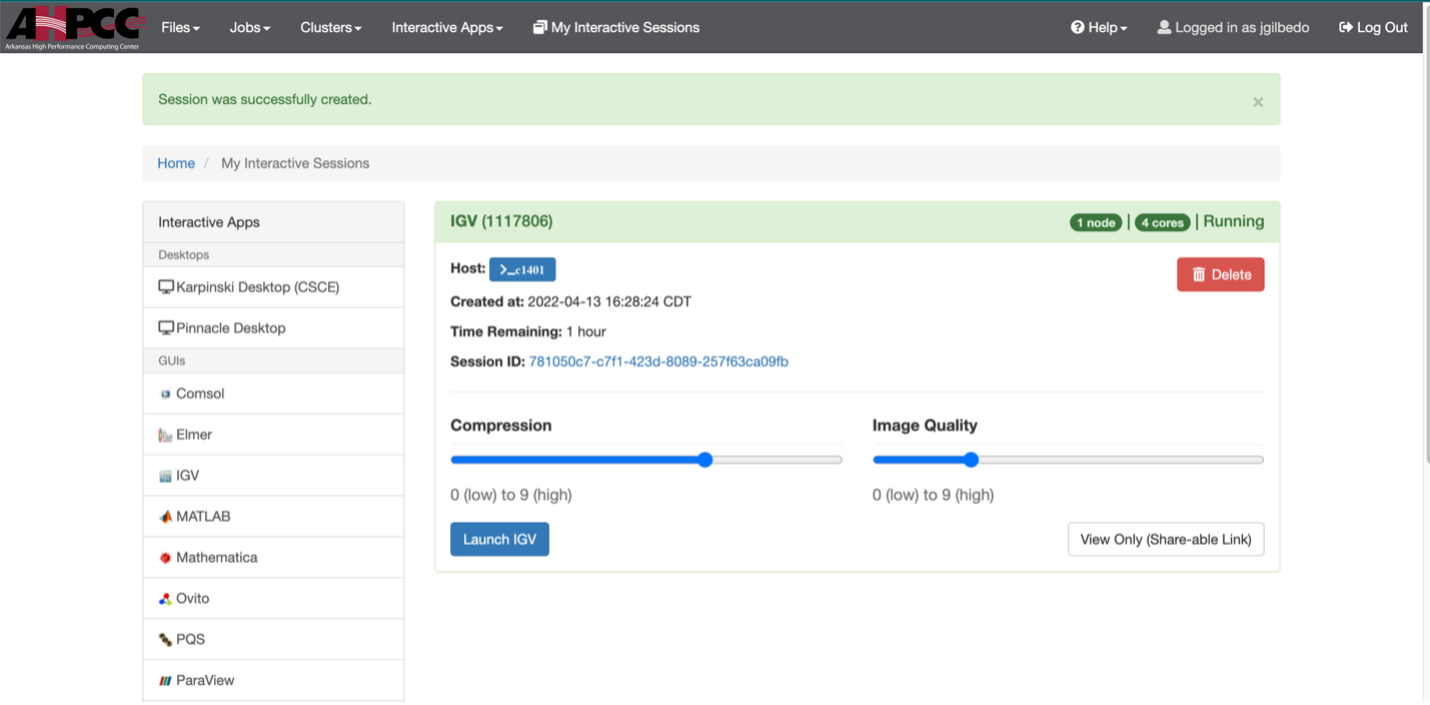 AHPCC
Arkansas High Performance Computing Center
Files Jobs Clusters Interactive Apps My Interactive Sessions Help Logged in as jgilbedo Log Out
Session was successfully created. ×
Home / My Interactive Sessions
Interactive Apps
Desktops
Karpinski Desktop (CSCE)
Pinnacle Desktop
GUIs
Comsol
Elmer
IGV
MATLAB
Mathematica
Ovito
PQS
ParaView
IGV (1117806) 1 node | 4 cores | Running
Host: >_c1401
Delete
Created at: 2022-04-13 16:28:24 CDT
Time Remaining: 1 hour
Session ID: 781050c7-c7f1-423d-8089-257f63ca09fb
Compression Image Quality
0 (low) to 9 (high) 0 (low) to 9 (high)
Launch IGV View Only (Share-able Link)